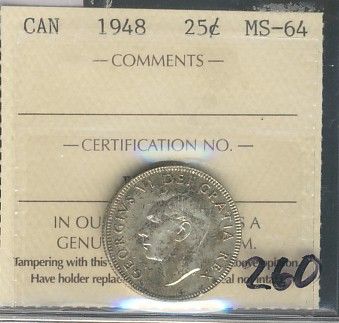 CAN 1948 25¢ MS-64
— COMMENTS —
— CERTIFICATION NO. —
IN OU A
GENU M.
GEORGIVS VI DEI GRATIA REX
Tampering with this opinion
Have holder replac
260